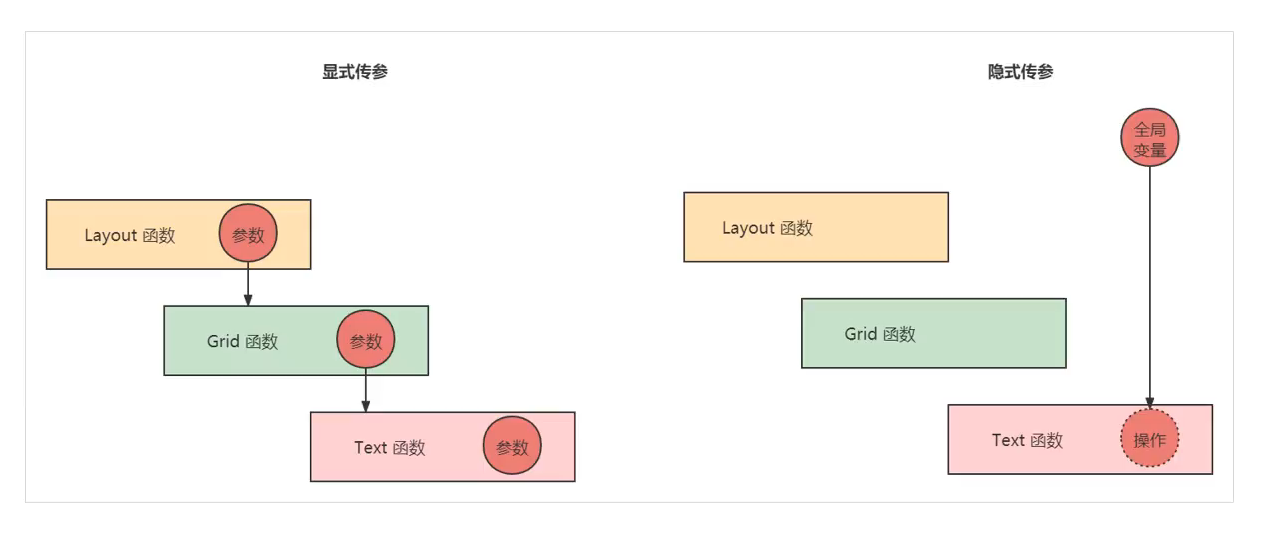 显式传参
隐式传参
全局
变量
Layout 函数
参数
Layout 函数
Grid 函数
参数
Grid 函数
Text 函数
参数
Text 函数
操作